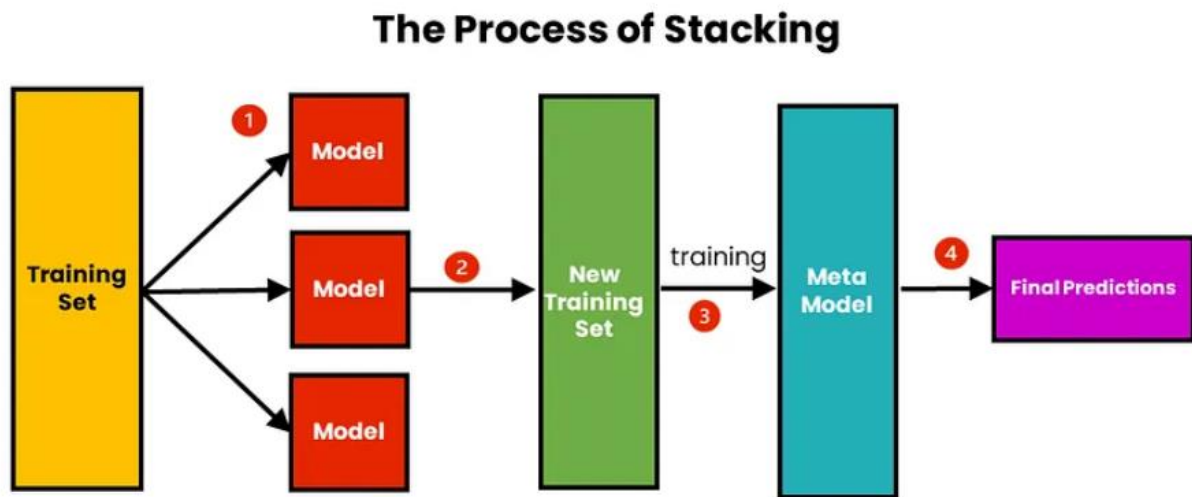 The Process of Stacking
1
Model
Training
Set
Model
2
New
Training
Set
training
3
Meta
Model
4
Final Predictions
Model